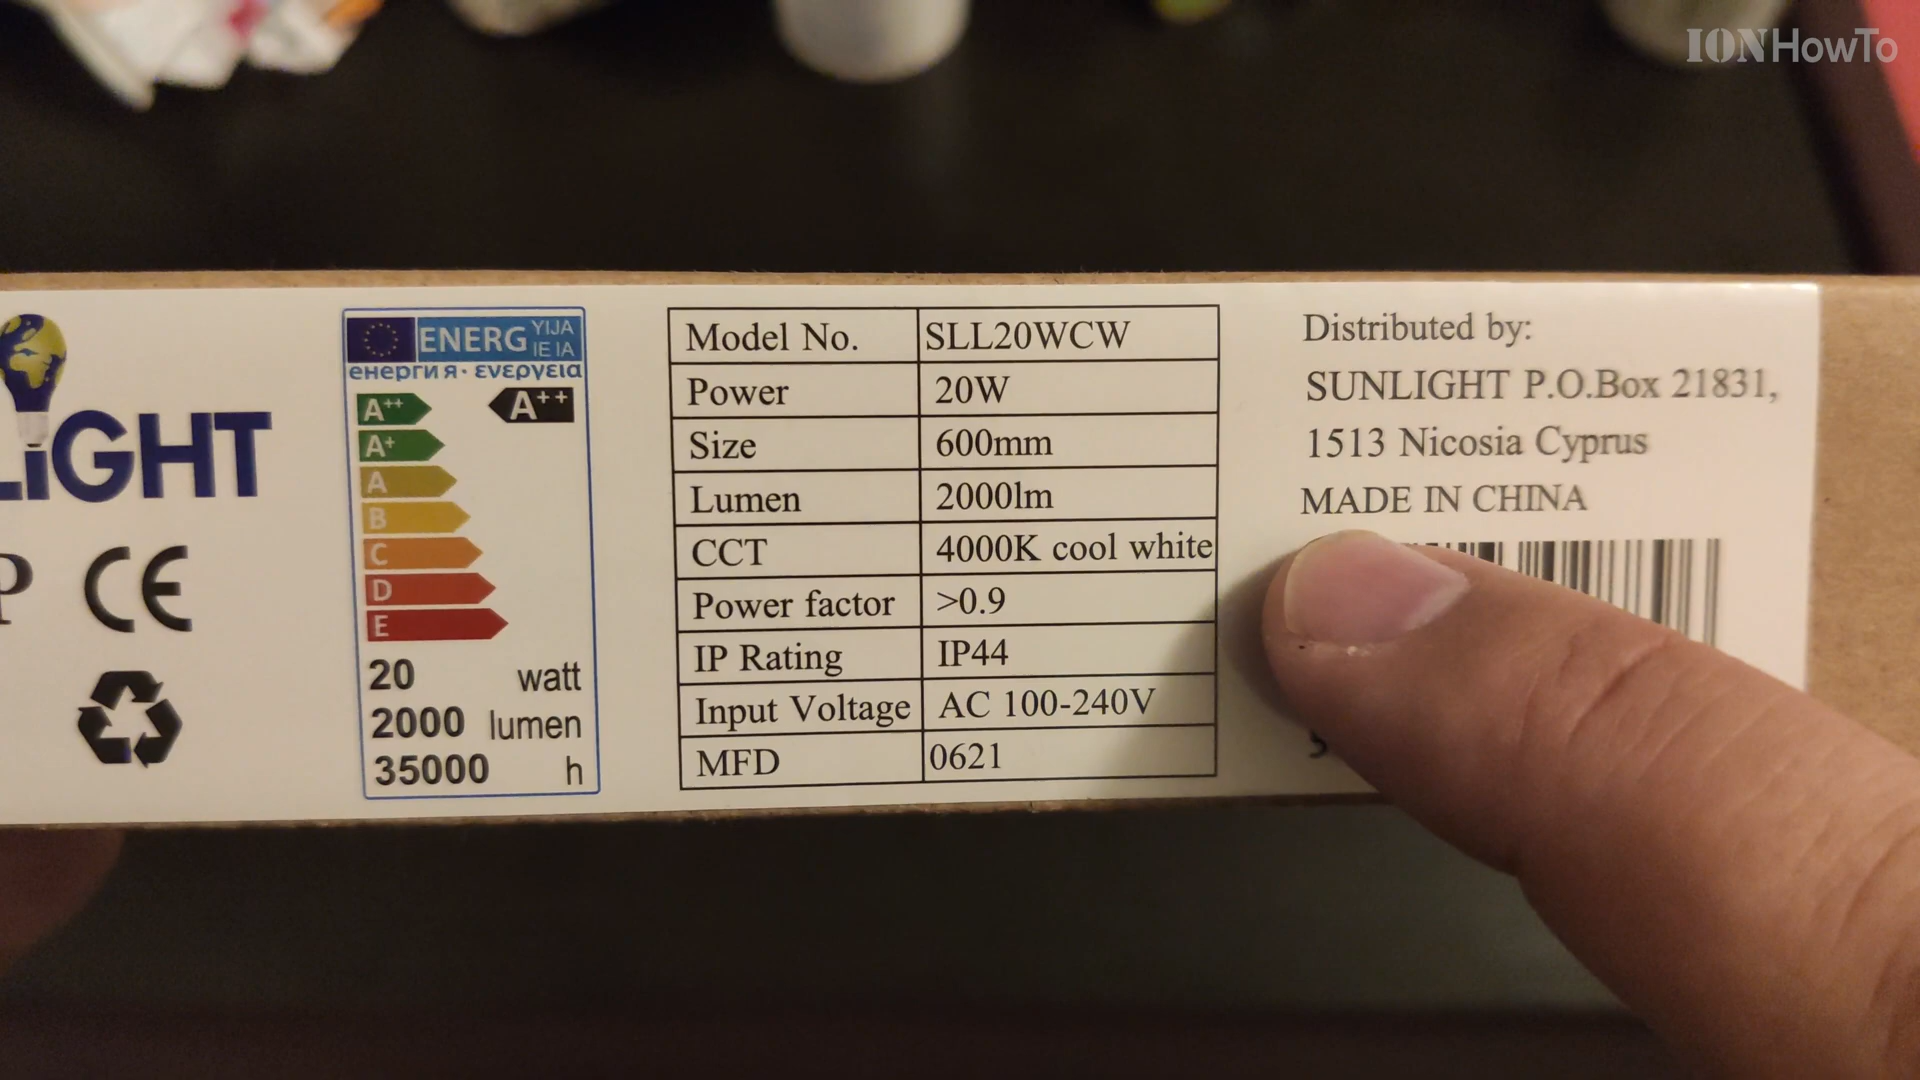 IONHowTo
LiGHT
P CE
ENERG YIJA
IE IA
енергия · ενεργεια
A++ A++
A+
A
B
C
D
E
20 watt
2000 lumen
35000 h
Model No. SLL20WCW
Power 20W
Size 600mm
Lumen 2000lm
CCT 4000K cool white
Power factor >0.9
IP Rating IP44
Input Voltage AC 100-240V
MFD 0621
Distributed by:
SUNLIGHT P.O.Box 21831,
1513 Nicosia Cyprus
MADE IN CHINA